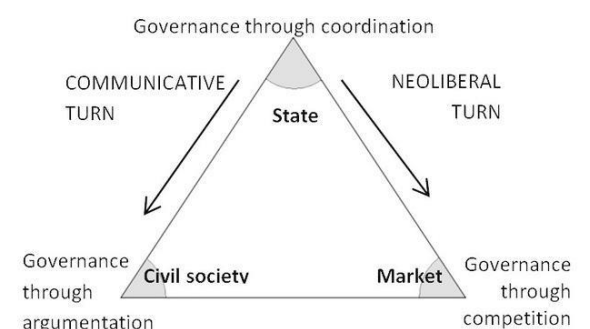 Governance through coordination
COMMUNICATIVE
TURN
NEOLIBERAL
TURN
State
Governance
through
argumentation
Civil society
Market
Governance
through
competition